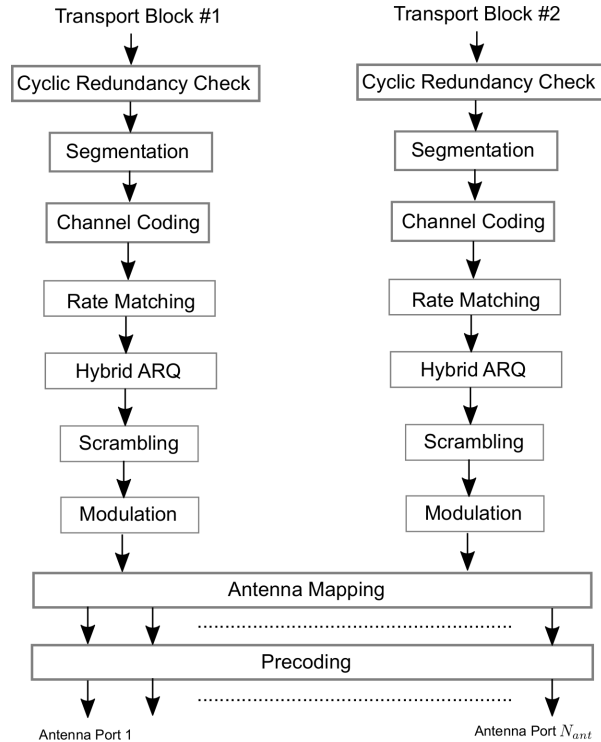 Transport Block #1
Transport Block #2
Cyclic Redundancy Check
Cyclic Redundancy Check
Segmentation
Segmentation
Channel Coding
Channel Coding
Rate Matching
Rate Matching
Hybrid ARQ
Hybrid ARQ
Scrambling
Scrambling
Modulation
Modulation
Antenna Mapping
Precoding
Antenna Port 1
Antenna Port N_{ant}